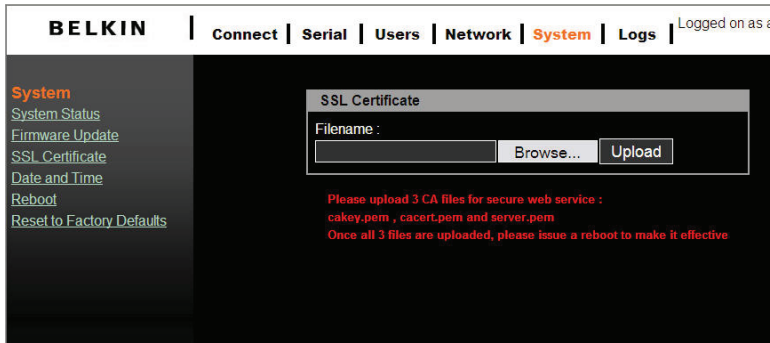 BELKIN
Connect Serial Users Network System Logs Logged on as a
System
System Status
Firmware Update
SSL Certificate
Date and Time
Reboot
Reset to Factory Defaults
SSL Certificate
Filename :
Browse... Upload
Please upload 3 CA files for secure web service :
cakey.pem , cacert.pem and server.pem
Once all 3 files are uploaded, please issue a reboot to make it effective